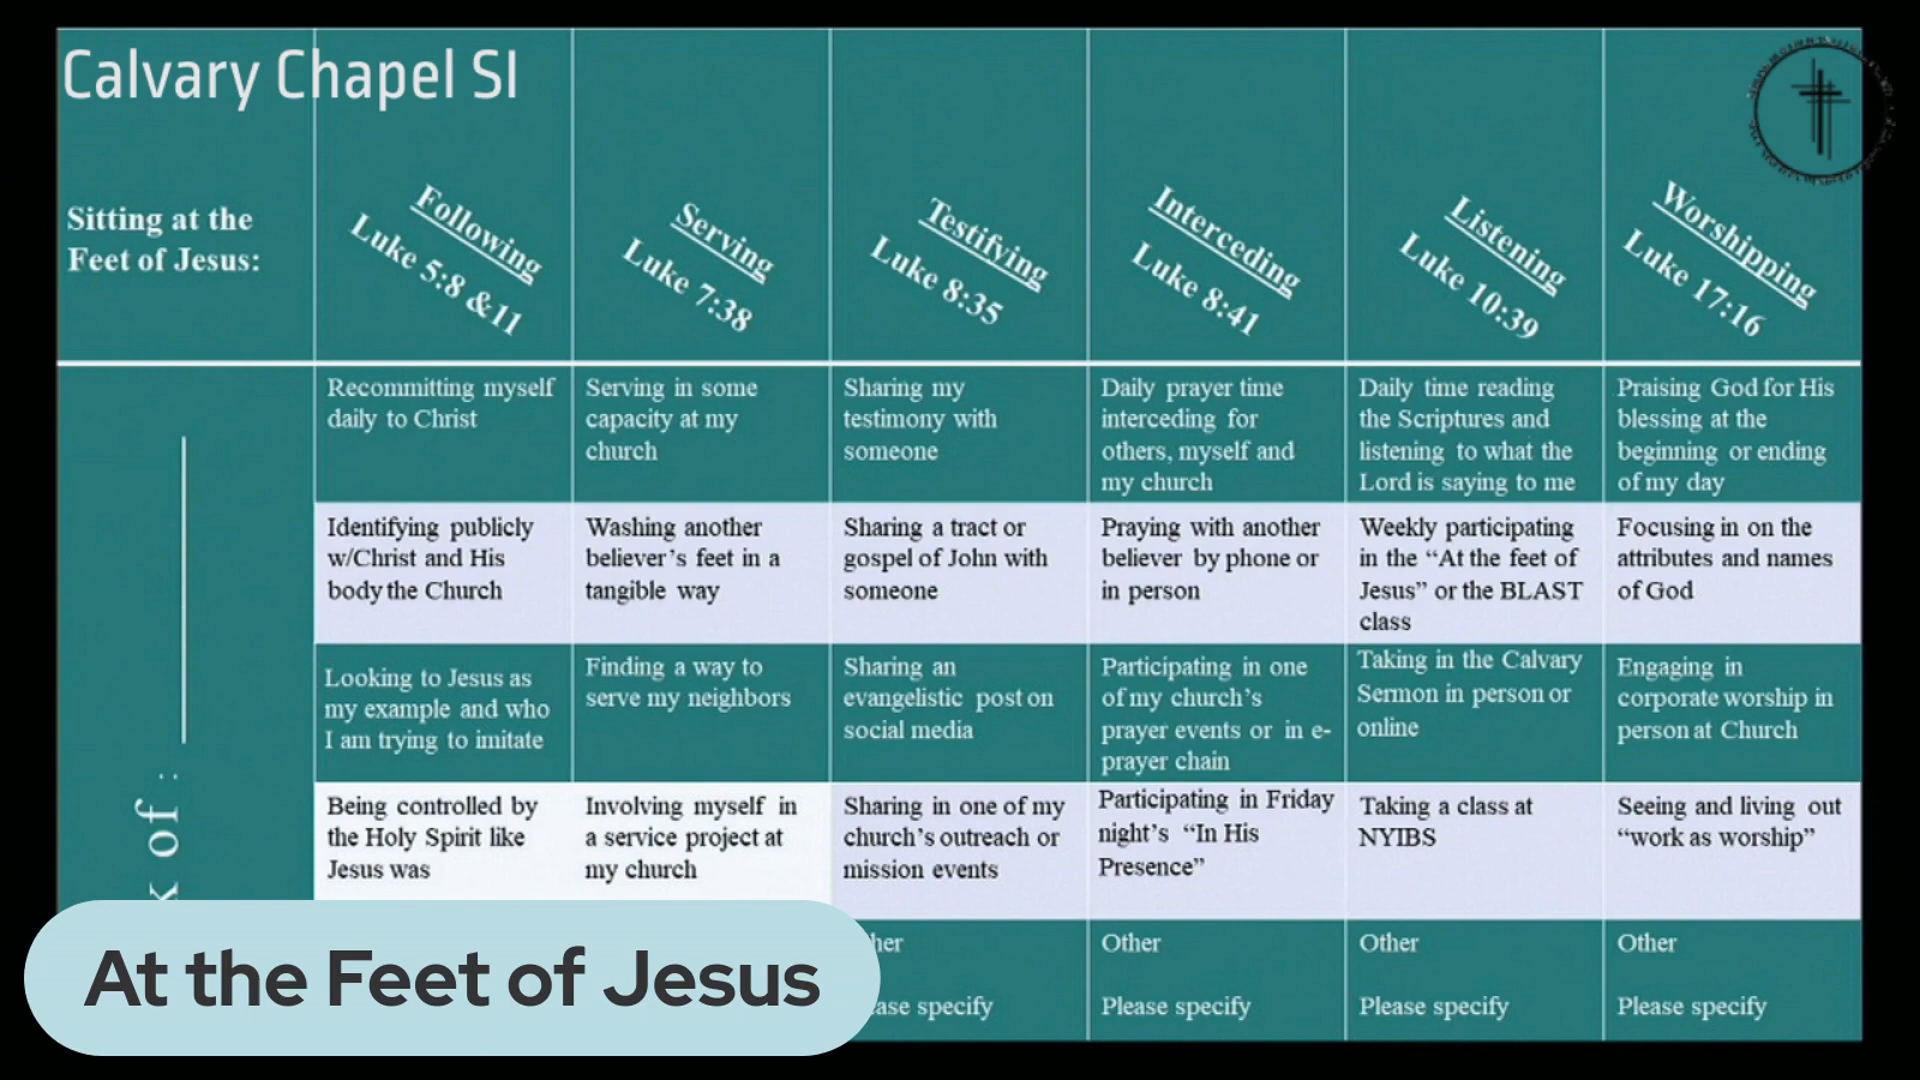 Calvary Chapel SI
Sitting at the
Feet of Jesus:
Following
Luke 5:8 &11
Serving
Luke 7:38
Testifying
Luke 8:35
Interceding
Luke 8:41
Listening
Luke 10:39
Worshipping
Luke 17:16
Recommitting myself
daily to Christ
Serving in some
capacity at my
church
Sharing my
testimony with
someone
Daily prayer time
interceding for
others, myself and
my church
Daily time reading
the Scriptures and
listening to what the
Lord is saying to me
Praising God for His
blessing at the
beginning or ending
of my day
Identifying publicly
w/Christ and His
body the Church
Washing another
believer's feet in a
tangible way
Sharing a tract or
gospel of John with
someone
Praying with another
believer by phone or
in person
Weekly participating
in the “At the feet of
Jesus” or the BLAST
class
Focusing in on the
attributes and names
of God
Looking to Jesus as
my example and who
I am trying to imitate
Finding a way to
serve my neighbors
Sharing an
evangelistic post on
social media
Participating in one
of my church's
prayer events or in e-
prayer chain
Taking in the Calvary
Sermon in person or
online
Engaging in
corporate worship in
person at Church
Being controlled by
the Holy Spirit like
Jesus was
Involving myself in
a service project at
my church
Sharing in one of my
church's outreach or
mission events
Participating in Friday
night's “In His
Presence”
Taking a class at
NYIBS
Seeing and living out
“work as worship”
k of :
her
ase specify
Other
Please specify
Other
Please specify
Other
Please specify
At the Feet of Jesus